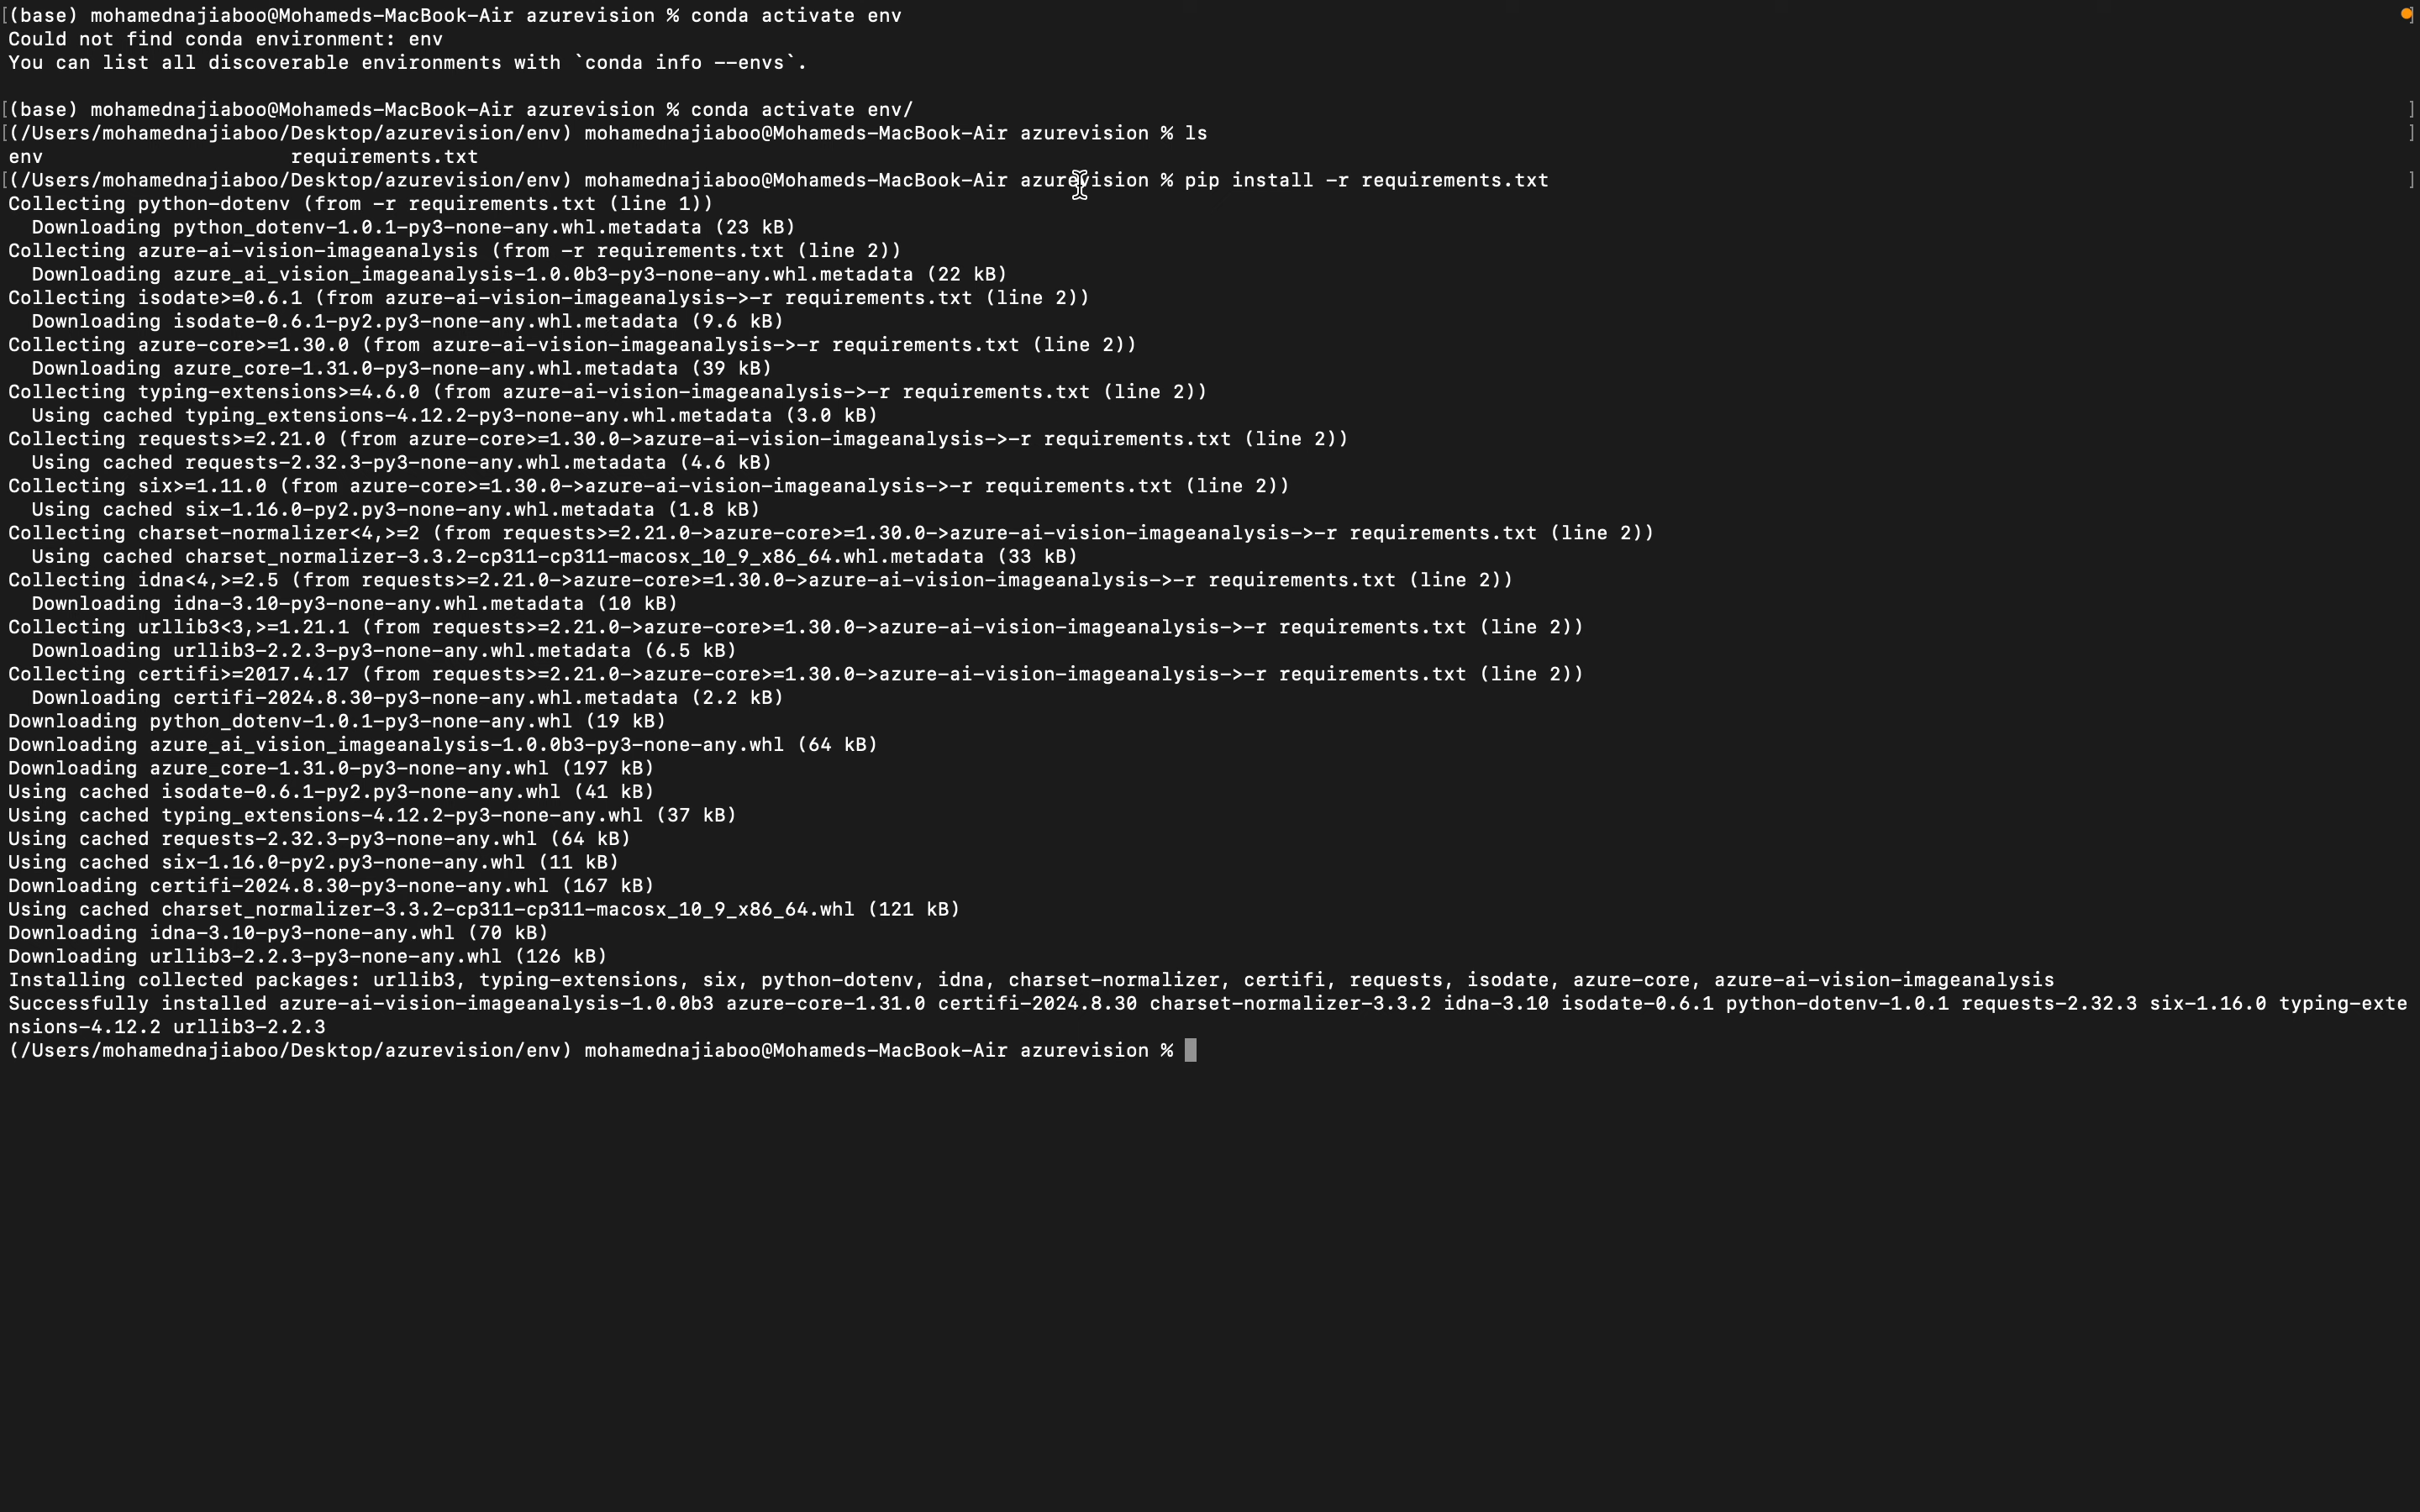 [(base) mohamednajiaboo@Mohameds-MacBook-Air azurevision % conda activate env ]
Could not find conda environment: env
You can list all discoverable environments with `conda info --envs`.
[(base) mohamednajiaboo@Mohameds-MacBook-Air azurevision % conda activate env/ ]
[(/Users/mohamednajiaboo/Desktop/azurevision/env) mohamednajiaboo@Mohameds-MacBook-Air azurevision % ls ]
env requirements.txt
[(/Users/mohamednajiaboo/Desktop/azurevision/env) mohamednajiaboo@Mohameds-MacBook-Air azurevision % pip install -r requirements.txt ]
Collecting python-dotenv (from -r requirements.txt (line 1))
  Downloading python_dotenv-1.0.1-py3-none-any.whl.metadata (23 kB)
Collecting azure-ai-vision-imageanalysis (from -r requirements.txt (line 2))
  Downloading azure_ai_vision_imageanalysis-1.0.0b3-py3-none-any.whl.metadata (22 kB)
Collecting isodate>=0.6.1 (from azure-ai-vision-imageanalysis->-r requirements.txt (line 2))
  Downloading isodate-0.6.1-py2.py3-none-any.whl.metadata (9.6 kB)
Collecting azure-core>=1.30.0 (from azure-ai-vision-imageanalysis->-r requirements.txt (line 2))
  Downloading azure_core-1.31.0-py3-none-any.whl.metadata (39 kB)
Collecting typing-extensions>=4.6.0 (from azure-ai-vision-imageanalysis->-r requirements.txt (line 2))
  Using cached typing_extensions-4.12.2-py3-none-any.whl.metadata (3.0 kB)
Collecting requests>=2.21.0 (from azure-core>=1.30.0->azure-ai-vision-imageanalysis->-r requirements.txt (line 2))
  Using cached requests-2.32.3-py3-none-any.whl.metadata (4.6 kB)
Collecting six>=1.11.0 (from azure-core>=1.30.0->azure-ai-vision-imageanalysis->-r requirements.txt (line 2))
  Using cached six-1.16.0-py2.py3-none-any.whl.metadata (1.8 kB)
Collecting charset-normalizer<4,>=2 (from requests>=2.21.0->azure-core>=1.30.0->azure-ai-vision-imageanalysis->-r requirements.txt (line 2))
  Using cached charset_normalizer-3.3.2-cp311-cp311-macosx_10_9_x86_64.whl.metadata (33 kB)
Collecting idna<4,>=2.5 (from requests>=2.21.0->azure-core>=1.30.0->azure-ai-vision-imageanalysis->-r requirements.txt (line 2))
  Downloading idna-3.10-py3-none-any.whl.metadata (10 kB)
Collecting urllib3<3,>=1.21.1 (from requests>=2.21.0->azure-core>=1.30.0->azure-ai-vision-imageanalysis->-r requirements.txt (line 2))
  Downloading urllib3-2.2.3-py3-none-any.whl.metadata (6.5 kB)
Collecting certifi>=2017.4.17 (from requests>=2.21.0->azure-core>=1.30.0->azure-ai-vision-imageanalysis->-r requirements.txt (line 2))
  Downloading certifi-2024.8.30-py3-none-any.whl.metadata (2.2 kB)
Downloading python_dotenv-1.0.1-py3-none-any.whl (19 kB)
Downloading azure_ai_vision_imageanalysis-1.0.0b3-py3-none-any.whl (64 kB)
Downloading azure_core-1.31.0-py3-none-any.whl (197 kB)
Using cached isodate-0.6.1-py2.py3-none-any.whl (41 kB)
Using cached typing_extensions-4.12.2-py3-none-any.whl (37 kB)
Using cached requests-2.32.3-py3-none-any.whl (64 kB)
Using cached six-1.16.0-py2.py3-none-any.whl (11 kB)
Downloading certifi-2024.8.30-py3-none-any.whl (167 kB)
Using cached charset_normalizer-3.3.2-cp311-cp311-macosx_10_9_x86_64.whl (121 kB)
Downloading idna-3.10-py3-none-any.whl (70 kB)
Downloading urllib3-2.2.3-py3-none-any.whl (126 kB)
Installing collected packages: urllib3, typing-extensions, six, python-dotenv, idna, charset-normalizer, certifi, requests, isodate, azure-core, azure-ai-vision-imageanalysis
Successfully installed azure-ai-vision-imageanalysis-1.0.0b3 azure-core-1.31.0 certifi-2024.8.30 charset-normalizer-3.3.2 idna-3.10 isodate-0.6.1 python-dotenv-1.0.1 requests-2.32.3 six-1.16.0 typing-exte
nsions-4.12.2 urllib3-2.2.3
(/Users/mohamednajiaboo/Desktop/azurevision/env) mohamednajiaboo@Mohameds-MacBook-Air azurevision %